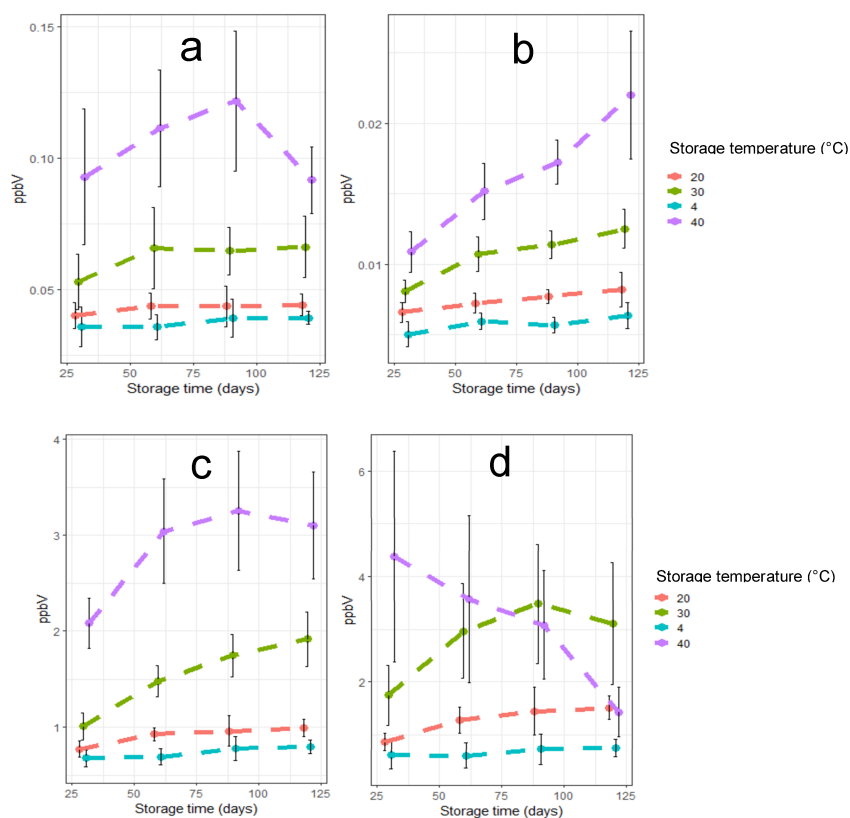 a
0.15
0.10
0.05
ppbV
25 50 75 100 125
Storage time (days)
b
0.02
0.01
ppbV
25 50 75 100 125
Storage time (days)
Storage temperature (°C)
20
30
4
40
c
4
3
2
1
ppbV
25 50 75 100 125
Storage time (days)
d
6
4
2
ppbV
25 50 75 100 125
Storage time (days)
Storage temperature (°C)
20
30
4
40